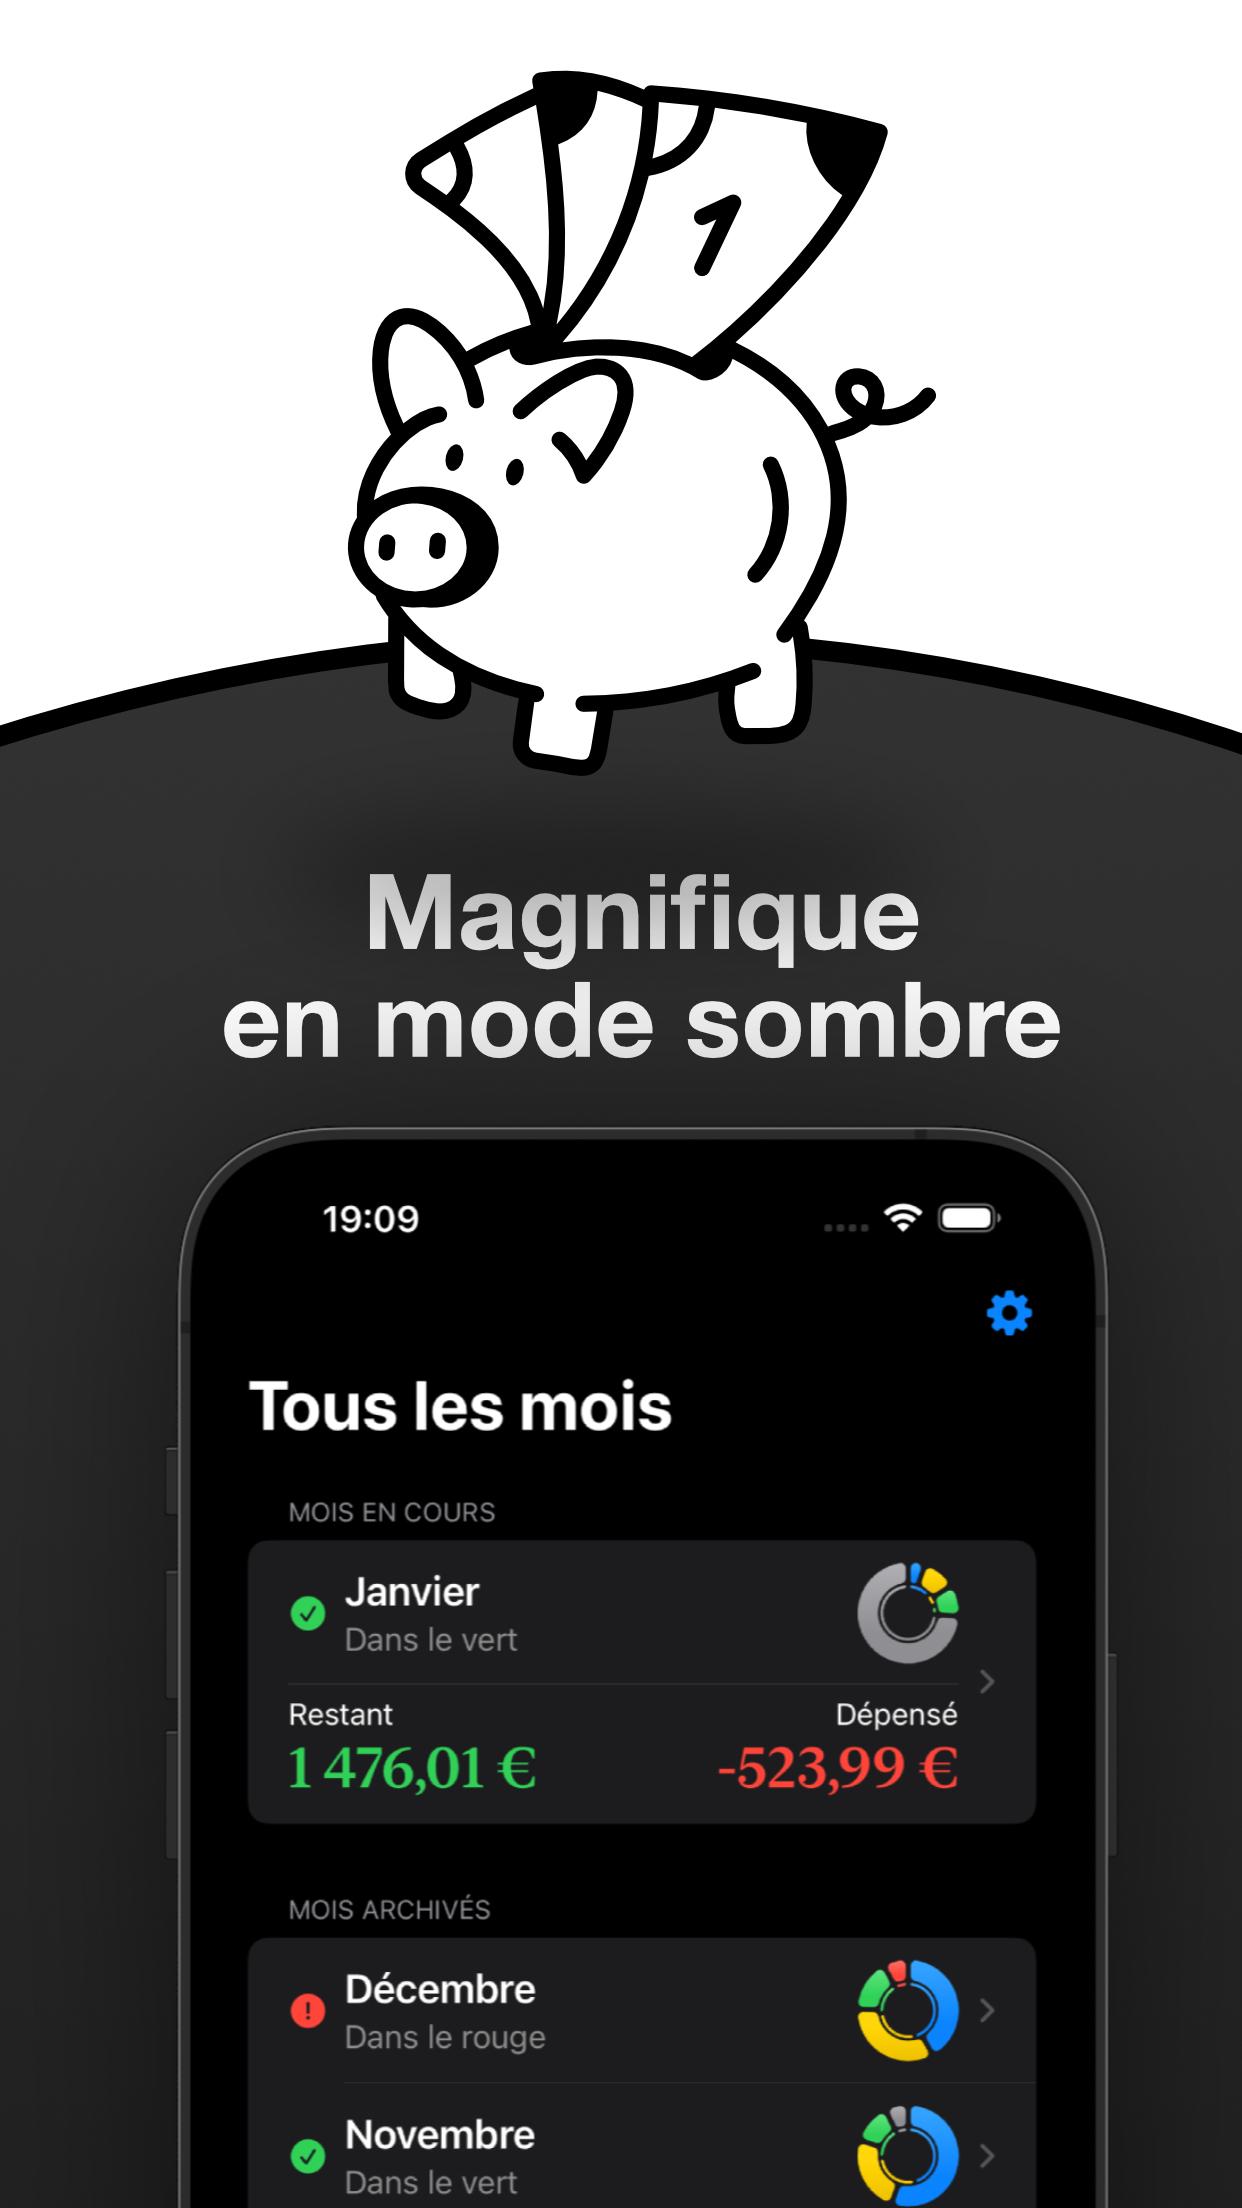 1
Magnifique
en mode sombre
19:09
Tous les mois
MOIS EN COURS
Janvier
Dans le vert
Restant
Dépensé
1 476,01 €
-523,99 €
MOIS ARCHIVÉS
Décembre
Dans le rouge
Novembre
Dans le vert